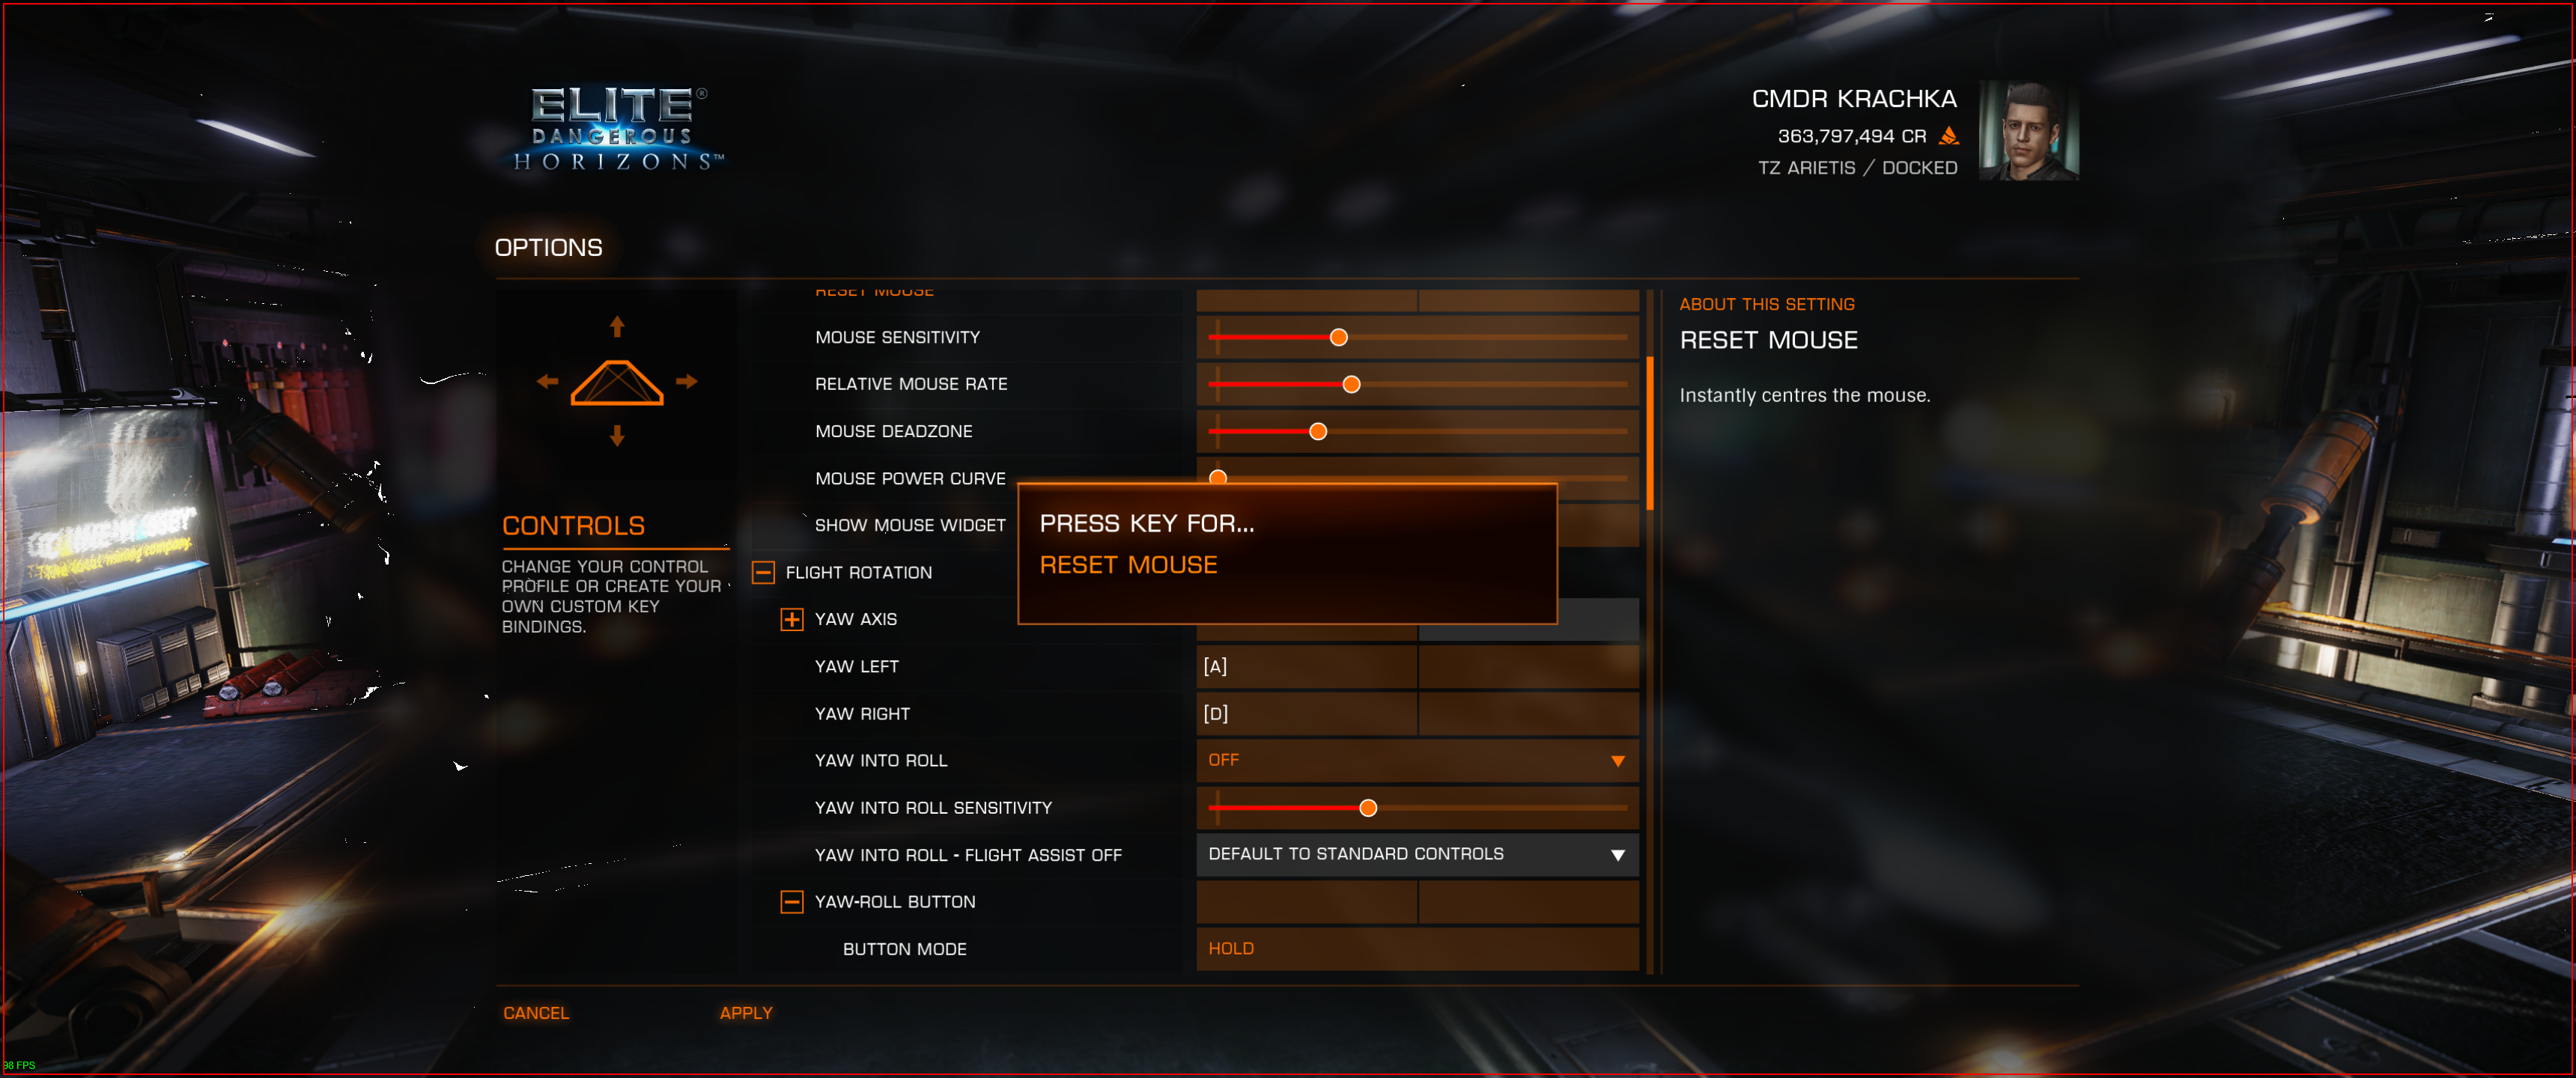 ELITE®
DANGEROUS
HORIZONS™
CMDR KRACHKA
363,797,494 CR
TZ ARIETIS / DOCKED
OPTIONS
CONTROLS
CHANGE YOUR CONTROL
PROFILE OR CREATE YOUR
OWN CUSTOM KEY
BINDINGS.
RESET MOUSE
MOUSE SENSITIVITY
RELATIVE MOUSE RATE
MOUSE DEADZONE
MOUSE POWER CURVE
SHOW MOUSE WIDGET
FLIGHT ROTATION
YAW AXIS
YAW LEFT [A]
YAW RIGHT [D]
YAW INTO ROLL OFF
YAW INTO ROLL SENSITIVITY
YAW INTO ROLL - FLIGHT ASSIST OFF DEFAULT TO STANDARD CONTROLS
YAW-ROLL BUTTON
BUTTON MODE HOLD
PRESS KEY FOR...
RESET MOUSE
ABOUT THIS SETTING
RESET MOUSE
Instantly centres the mouse.
CANCEL
APPLY
98 FPS